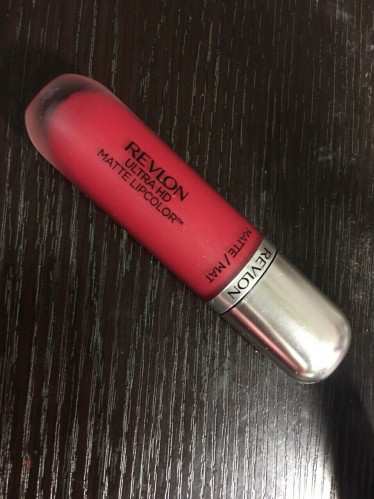 REVLON
ULTRA HD
MATTE LIPCOLOR™
MATTE / MAT
REVLON